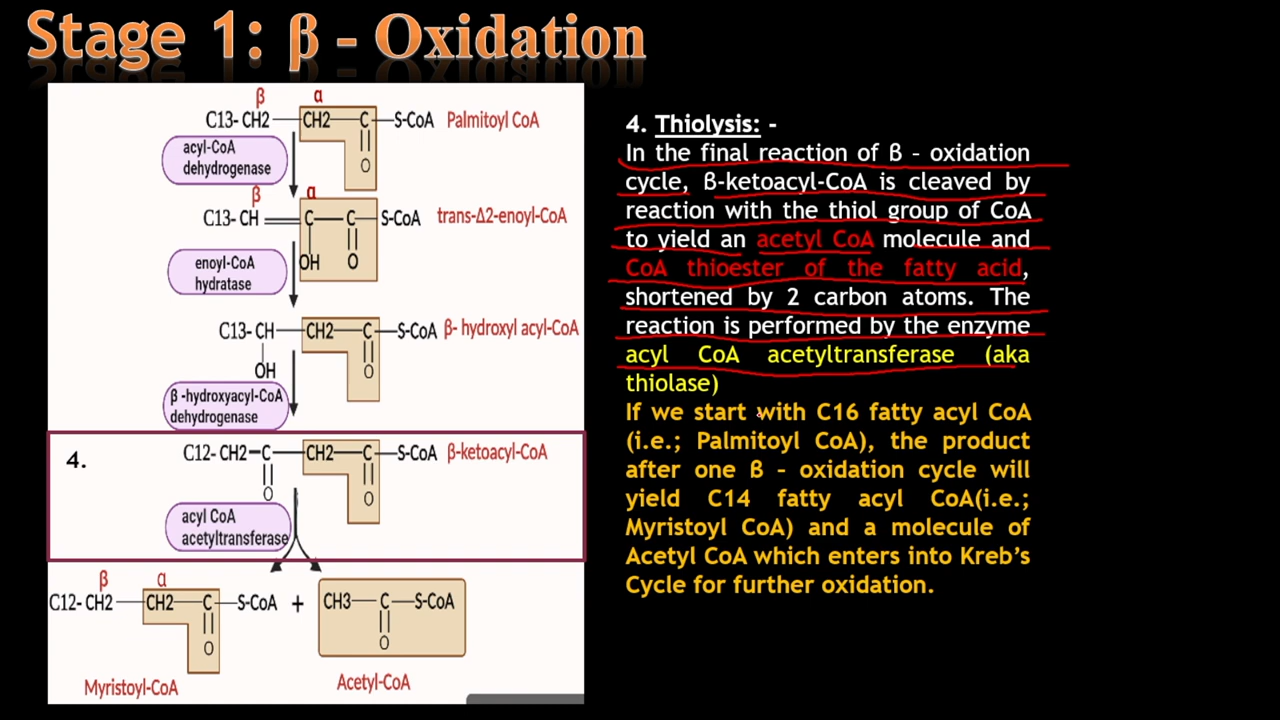 Stage 1: β - Oxidation
β α
C13- CH2 CH2 C S-CoA Palmitoyl CoA
O
acyl-CoA
dehydrogenase
β α
C13- CH C C S-CoA trans-Δ2-enoyl-CoA
OH O
enoyl-CoA
hydratase
C13- CH CH2 C S-CoA β- hydroxyl acyl-CoA
OH O
β -hydroxyacyl-CoA
dehydrogenase
4.
C12- CH2-C CH2 C S-CoA β-ketoacyl-CoA
O O
acyl CoA
acetyltransferase
β α
C12- CH2 CH2 C S-CoA + CH3 C S-CoA
O O
Myristoyl-CoA Acetyl-CoA
4. Thiolysis: -
In the final reaction of ß – oxidation
cycle, ß-ketoacyl-CoA is cleaved by
reaction with the thiol group of CoA
to yield an acetyl CoA molecule and
CoA thioester of the fatty acid,
shortened by 2 carbon atoms. The
reaction is performed by the enzyme
acyl CoA acetyltransferase (aka
thiolase)
If we start with C16 fatty acyl CoA
(i.e.; Palmitoyl CoA), the product
after one ß – oxidation cycle will
yield C14 fatty acyl CoA(i.e.;
Myristoyl CoA) and a molecule of
Acetyl CoA which enters into Kreb's
Cycle for further oxidation.